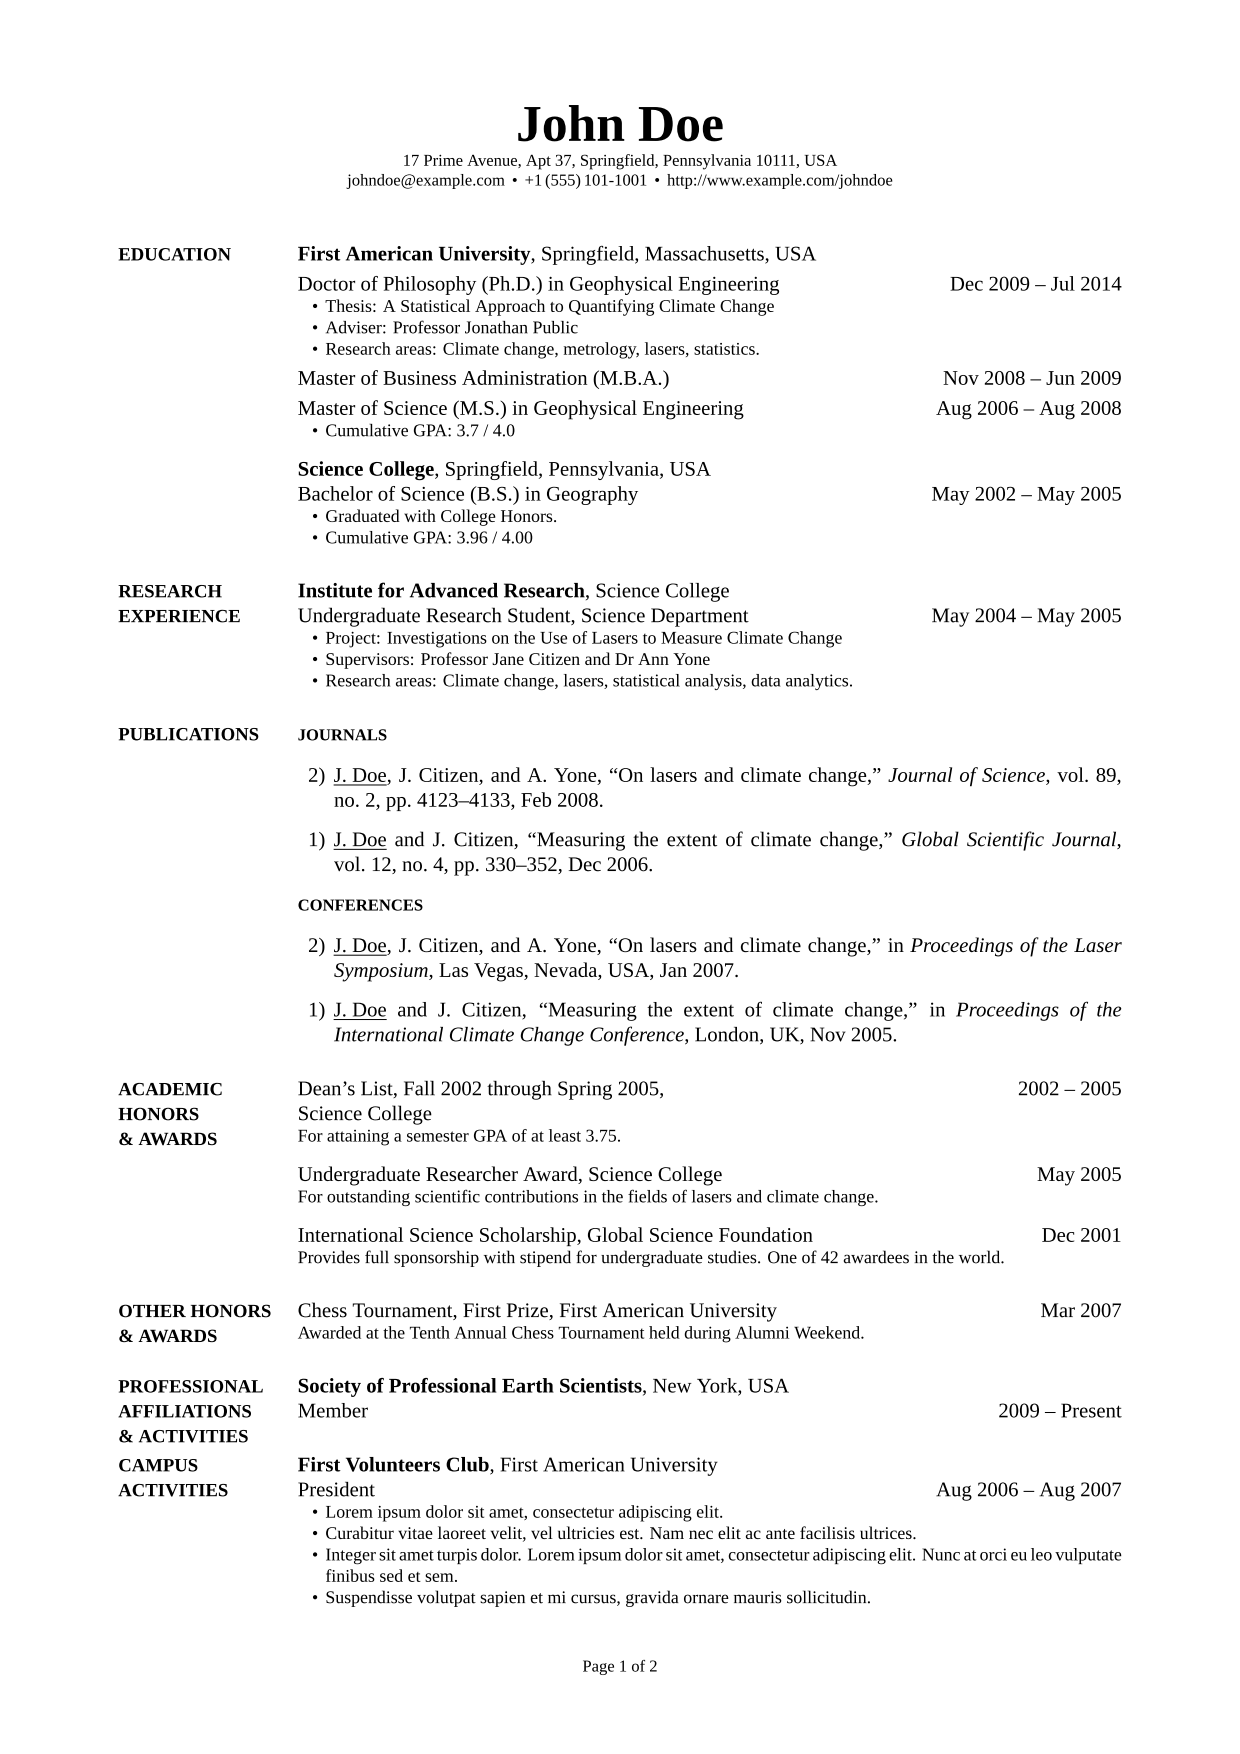 John Doe
17 Prime Avenue, Apt 37, Springfield, Pennsylvania 10111, USA
johndoe@example.com • +1 (555) 101-1001 • http://www.example.com/johndoe
EDUCATION First American University, Springfield, Massachusetts, USA
Doctor of Philosophy (Ph.D.) in Geophysical Engineering Dec 2009 – Jul 2014
• Thesis: A Statistical Approach to Quantifying Climate Change
• Adviser: Professor Jonathan Public
• Research areas: Climate change, metrology, lasers, statistics.
Master of Business Administration (M.B.A.) Nov 2008 – Jun 2009
Master of Science (M.S.) in Geophysical Engineering Aug 2006 – Aug 2008
• Cumulative GPA: 3.7 / 4.0
Science College, Springfield, Pennsylvania, USA
Bachelor of Science (B.S.) in Geography May 2002 – May 2005
• Graduated with College Honors.
• Cumulative GPA: 3.96 / 4.00
RESEARCH Institute for Advanced Research, Science College
EXPERIENCE Undergraduate Research Student, Science Department May 2004 – May 2005
• Project: Investigations on the Use of Lasers to Measure Climate Change
• Supervisors: Professor Jane Citizen and Dr Ann Yone
• Research areas: Climate change, lasers, statistical analysis, data analytics.
PUBLICATIONS JOURNALS
2) J. Doe, J. Citizen, and A. Yone, “On lasers and climate change,” Journal of Science, vol. 89,
no. 2, pp. 4123–4133, Feb 2008.
1) J. Doe and J. Citizen, “Measuring the extent of climate change,” Global Scientific Journal,
vol. 12, no. 4, pp. 330–352, Dec 2006.
CONFERENCES
2) J. Doe, J. Citizen, and A. Yone, “On lasers and climate change,” in Proceedings of the Laser
Symposium, Las Vegas, Nevada, USA, Jan 2007.
1) J. Doe and J. Citizen, “Measuring the extent of climate change,” in Proceedings of the
International Climate Change Conference, London, UK, Nov 2005.
ACADEMIC Dean’s List, Fall 2002 through Spring 2005, 2002 – 2005
HONORS Science College
& AWARDS For attaining a semester GPA of at least 3.75.
Undergraduate Researcher Award, Science College May 2005
For outstanding scientific contributions in the fields of lasers and climate change.
International Science Scholarship, Global Science Foundation Dec 2001
Provides full sponsorship with stipend for undergraduate studies. One of 42 awardees in the world.
OTHER HONORS Chess Tournament, First Prize, First American University Mar 2007
& AWARDS Awarded at the Tenth Annual Chess Tournament held during Alumni Weekend.
PROFESSIONAL Society of Professional Earth Scientists, New York, USA
AFFILIATIONS Member 2009 – Present
& ACTIVITIES
CAMPUS First Volunteers Club, First American University
ACTIVITIES President Aug 2006 – Aug 2007
• Lorem ipsum dolor sit amet, consectetur adipiscing elit.
• Curabitur vitae laoreet velit, vel ultricies est. Nam nec elit ac ante facilisis ultrices.
• Integer sit amet turpis dolor. Lorem ipsum dolor sit amet, consectetur adipiscing elit. Nunc at orci eu leo vulputate
finibus sed et sem.
• Suspendisse volutpat sapien et mi cursus, gravida ornare mauris sollicitudin.
Page 1 of 2